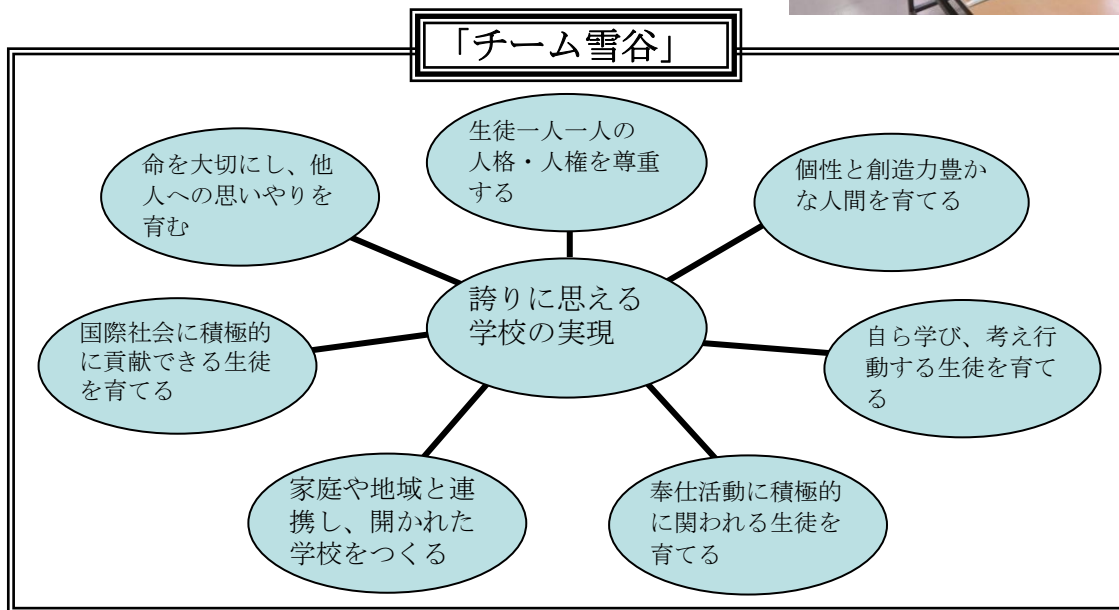 「チーム雪谷」
生徒一人一人の
人格・人権を尊重
する
命を大切にし、他
人への思いやりを
育む
個性と創造力豊か
な人間を育てる
誇りに思える
学校の実現
国際社会に積極的
に貢献できる生徒
を育てる
自ら学び、考え行
動する生徒を育て
る
家庭や地域と連
携し、開かれた
学校をつくる
奉仕活動に積極的
に関われる生徒を
育てる